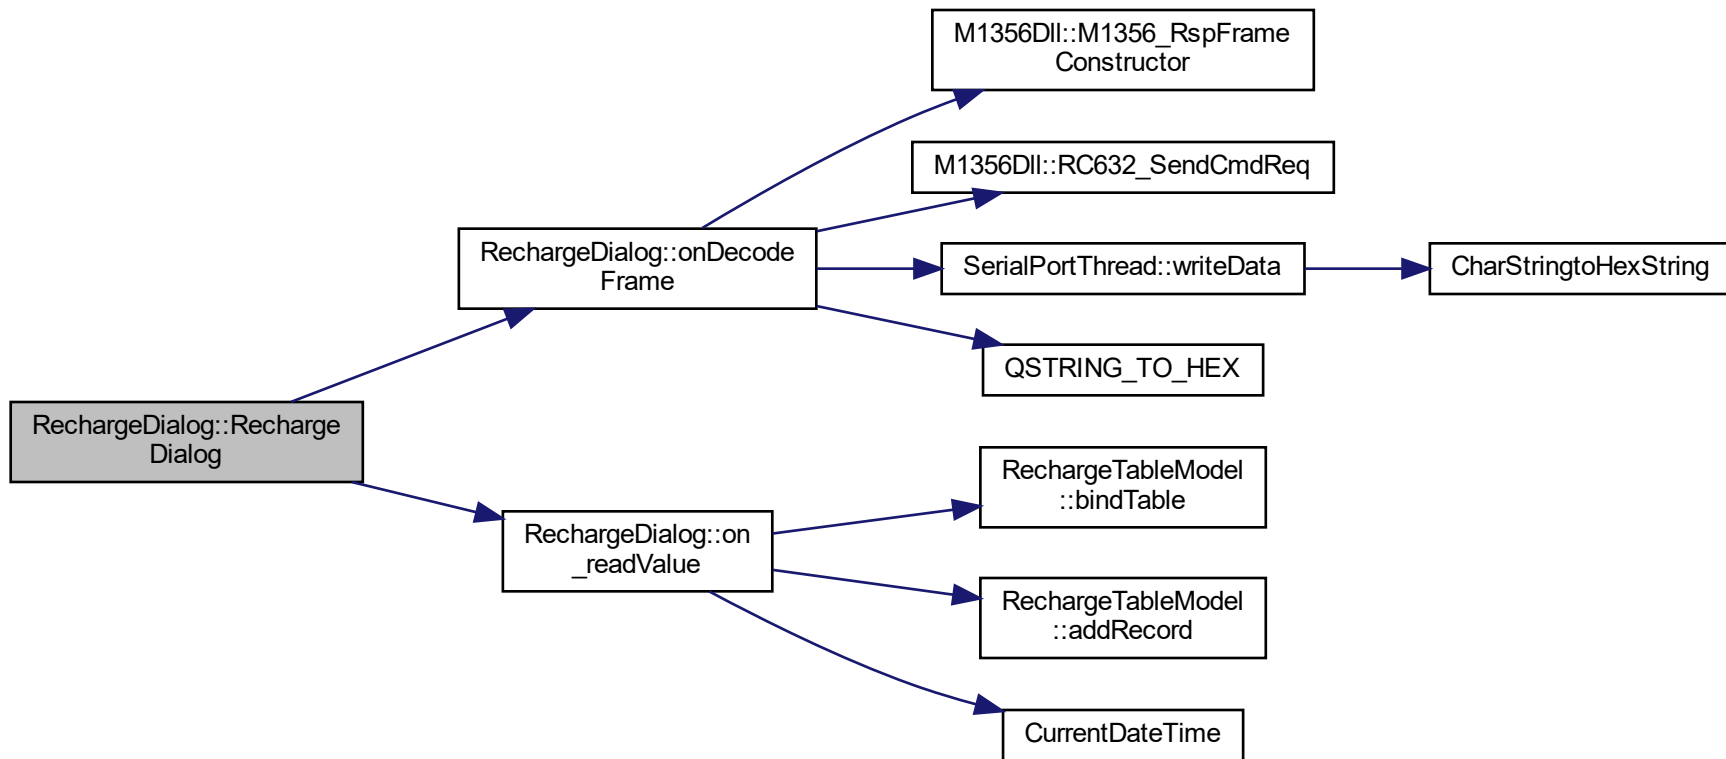 M1356Dll::M1356_RspFrame
Constructor
M1356Dll::RC632_SendCmdReq
RechargeDialog::onDecode
Frame
SerialPortThread::writeData
CharStringtoHexString
QSTRING_TO_HEX
RechargeDialog::Recharge
Dialog
RechargeTableModel
::bindTable
RechargeDialog::on
_readValue
RechargeTableModel
::addRecord
CurrentDateTime